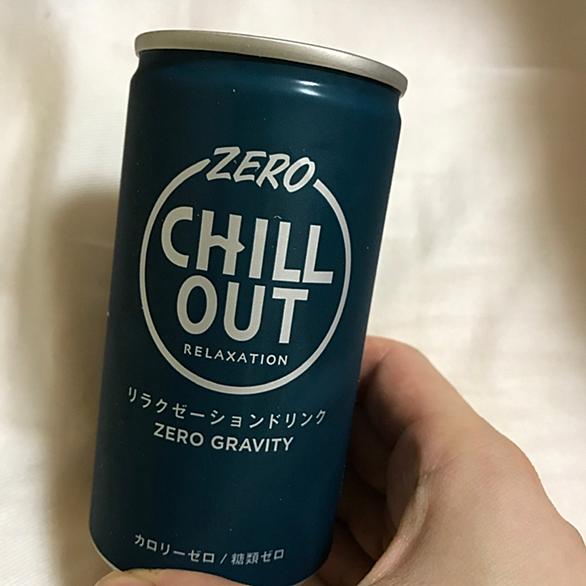 ZERO
CHILL
OUT
RELAXATION
リラクゼーションドリンク
ZERO GRAVITY
カロリーゼロ / 糖類ゼロ